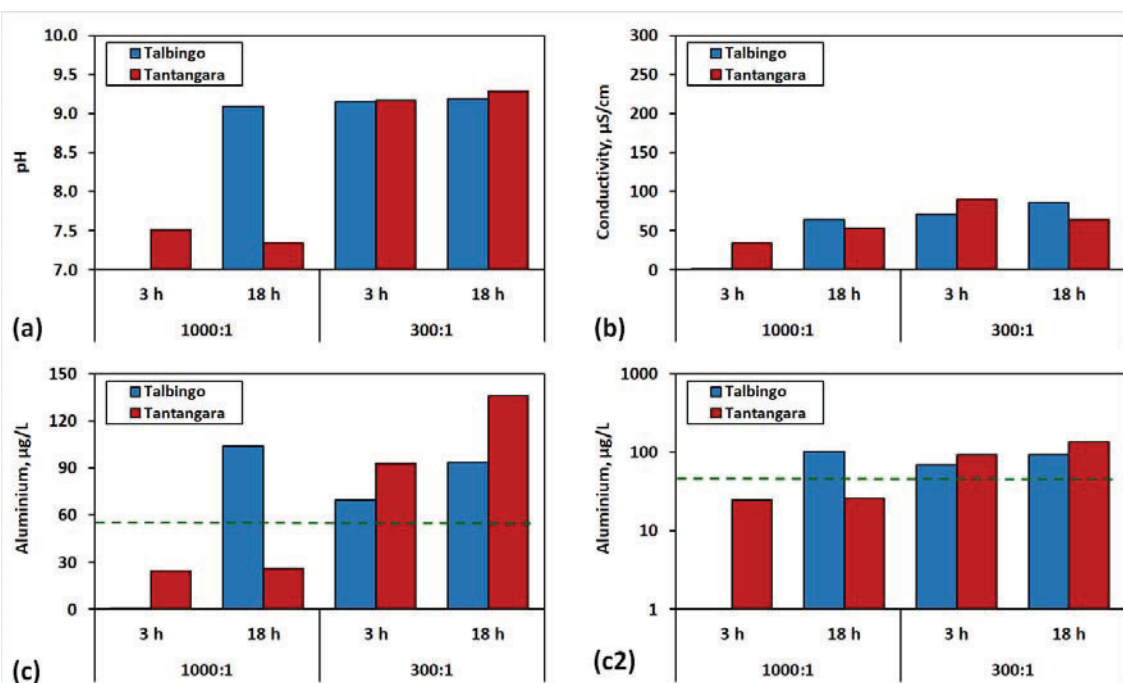 10.0
9.5
9.0
8.5
8.0
7.5
7.0
pH
Talbingo
Tantangara
3 h 18 h 3 h 18 h
1000:1 300:1
(a)
300
250
200
150
100
50
0
Conductivity, µS/cm
Talbingo
Tantangara
3 h 18 h 3 h 18 h
1000:1 300:1
(b)
150
120
90
60
30
0
Aluminium, µg/L
Talbingo
Tantangara
3 h 18 h 3 h 18 h
1000:1 300:1
(c)
1000
100
10
1
Aluminium, µg/L
Talbingo
Tantangara
3 h 18 h 3 h 18 h
1000:1 300:1
(c2)